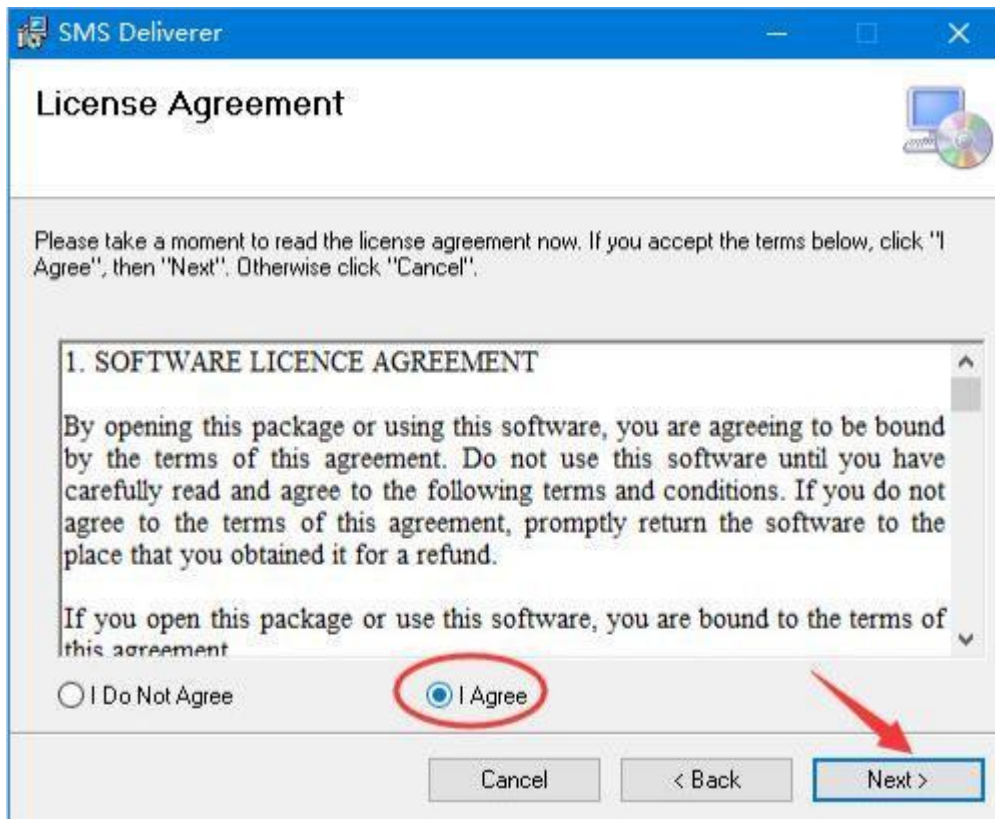 SMS Deliverer
License Agreement
Please take a moment to read the license agreement now. If you accept the terms below, click "I
Agree", then "Next". Otherwise click "Cancel".
1. SOFTWARE LICENCE AGREEMENT
By opening this package or using this software, you are agreeing to be bound
by the terms of this agreement. Do not use this software until you have
carefully read and agree to the following terms and conditions. If you do not
agree to the terms of this agreement, promptly return the software to the
place that you obtained it for a refund.
If you open this package or use this software, you are bound to the terms of
this agreement
I Do Not Agree
I Agree
Cancel
< Back
Next >